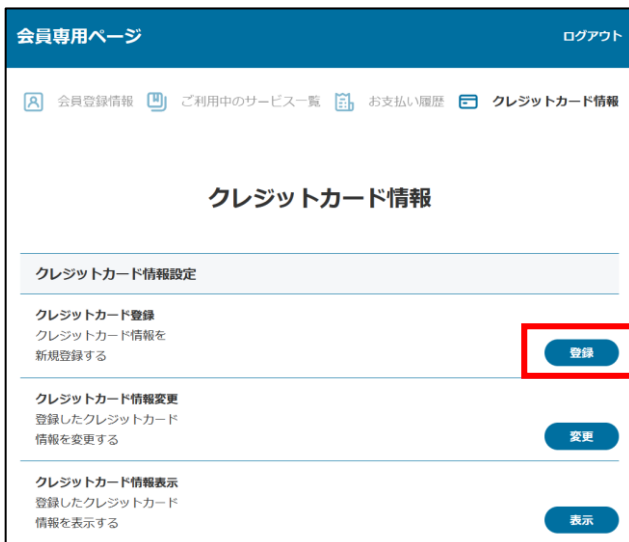 会員専用ページ ログアウト
会員登録情報 ご利用中のサービス一覧 お支払い履歴 クレジットカード情報
クレジットカード情報
クレジットカード情報設定
クレジットカード登録
クレジットカード情報を
新規登録する
登録
クレジットカード情報変更
登録したクレジットカード
情報を変更する
変更
クレジットカード情報表示
登録したクレジットカード
情報を表示する
表示